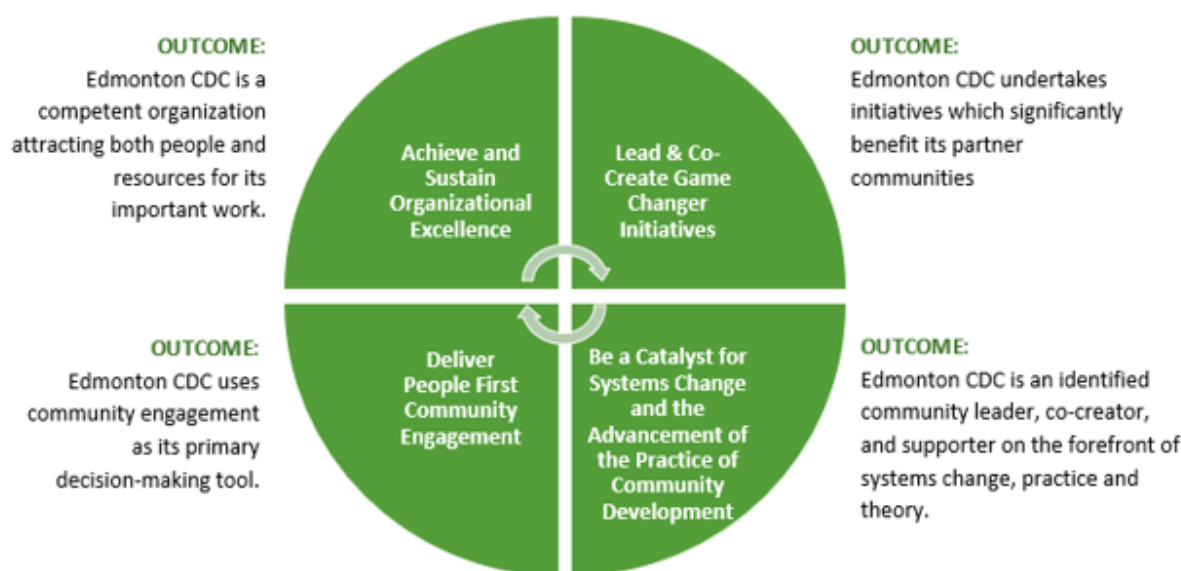 OUTCOME:
Edmonton CDC is a
competent organization
attracting both people and
resources for its
important work.
Achieve and
Sustain
Organizational
Excellence
Lead & Co-
Create Game
Changer
Initiatives
OUTCOME:
Edmonton CDC undertakes
initiatives which significantly
benefit its partner
communities
OUTCOME:
Edmonton CDC uses
community engagement
as its primary
decision-making tool.
Deliver
People First
Community
Engagement
Be a Catalyst for
Systems Change
and the
Advancement of
the Practice of
Community
Development
OUTCOME:
Edmonton CDC is an identified
community leader, co-creator,
and supporter on the forefront of
systems change, practice and
theory.